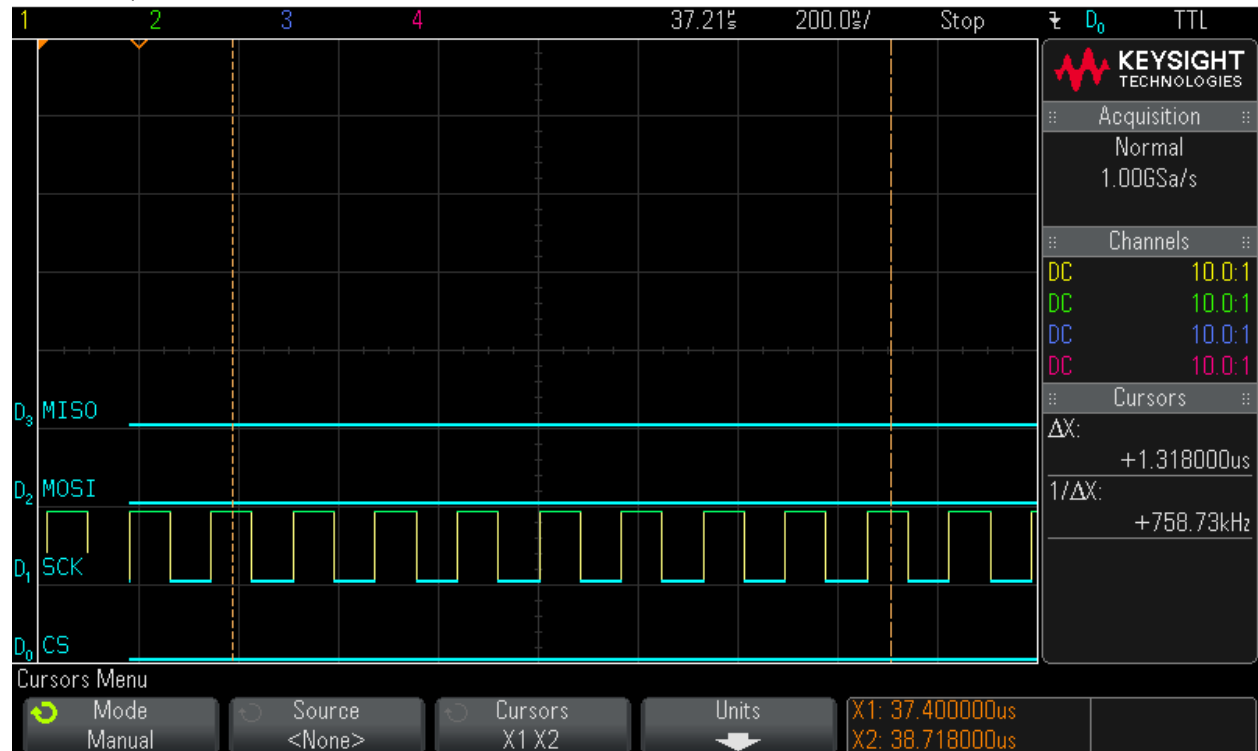 1 2 3 4 37.21µs 200.0ns/ Stop D₀ TTL
KEYSIGHT
TECHNOLOGIES
Acquisition
Normal
1.00GSa/s
Channels
DC 10.0:1
DC 10.0:1
DC 10.0:1
DC 10.0:1
Cursors
ΔX:
+1.318000us
1/ΔX:
+758.73kHz
D₃ MISO
D₂ MOSI
D₁ SCK
D₀ CS
Cursors Menu
Mode
Manual
Source
<None>
Cursors
X1 X2
Units
X1: 37.400000us
X2: 38.718000us